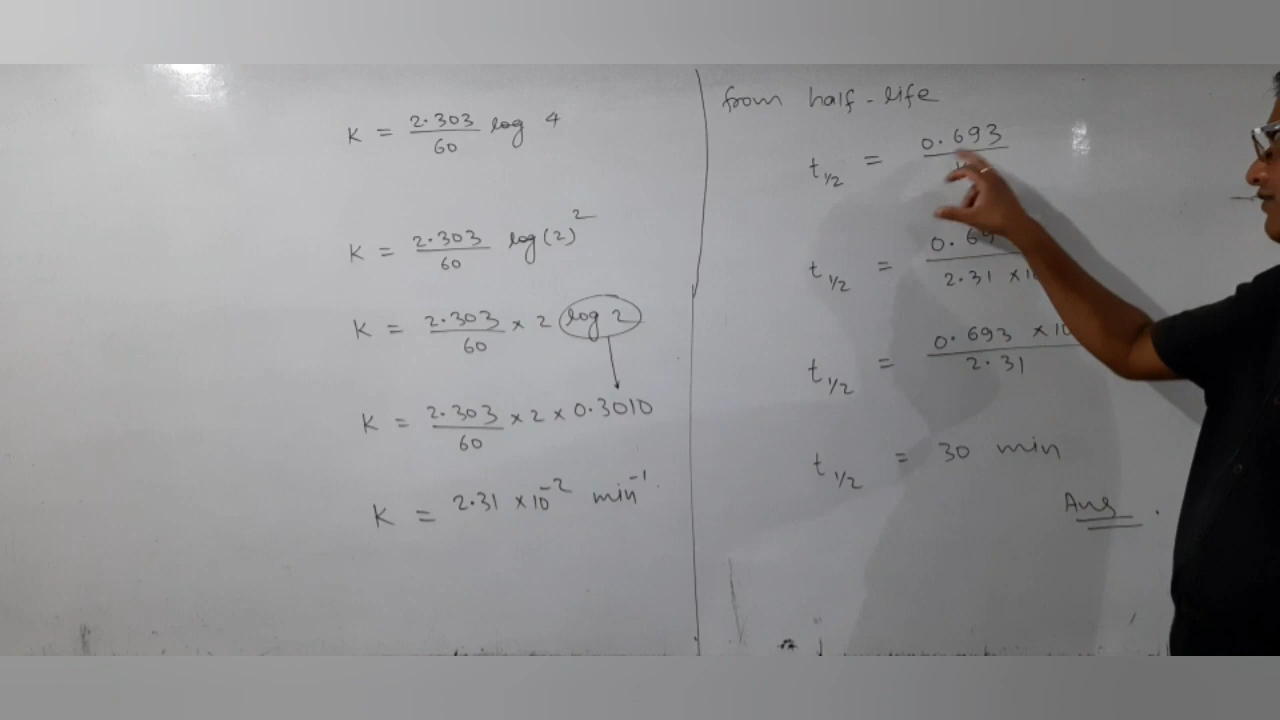 K = 2.303/60 log 4
K = 2.303/60 log(2)²
K = 2.303/60 × 2 log 2
K = 2.303/60 × 2 × 0.3010
K = 2.31 × 10⁻² min⁻¹
from half-life
t1/2 = 0.693
t1/2 = 0.69 / 2.31 × 10
t1/2 = 0.693 × 10 / 2.31
t1/2 = 30 min
Ans.